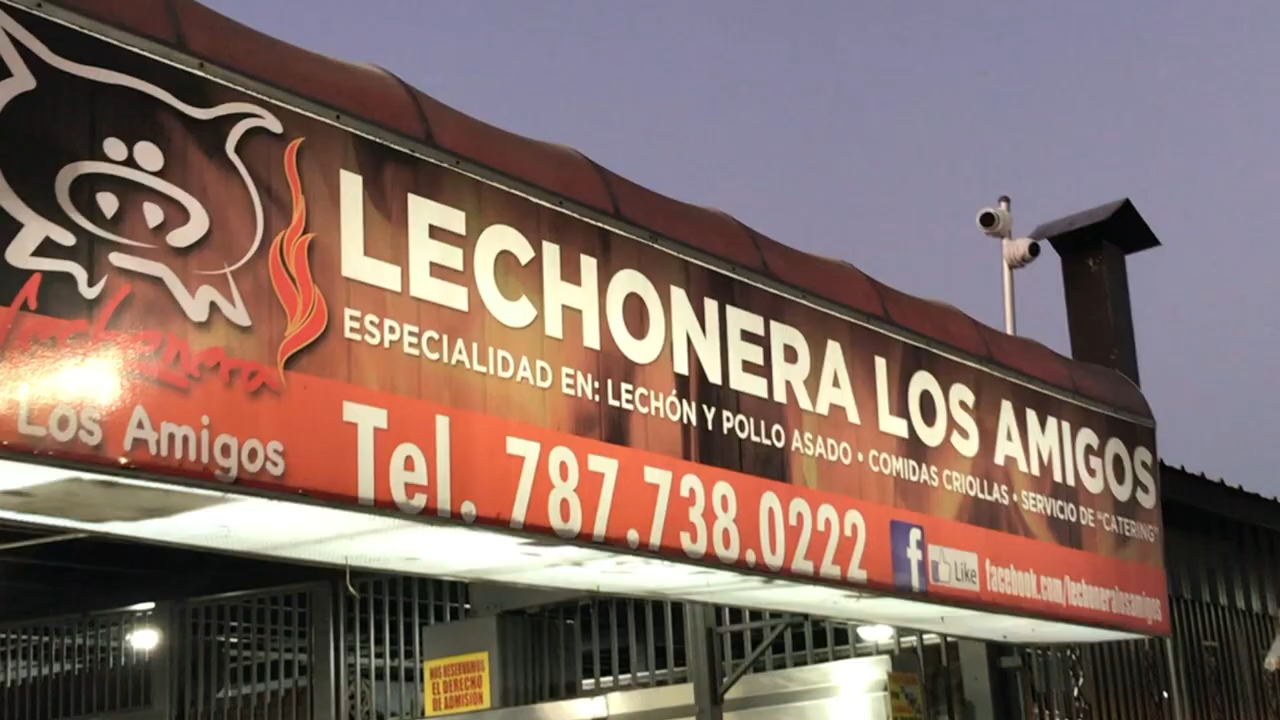 LECHONERA LOS AMIGOS
ESPECIALIDAD EN: LECHÓN Y POLLO ASADO • COMIDAS CRIOLLAS • SERVICIO DE "CATERING"
Lechonera
Los Amigos
Tel. 787.738.0222
f Like facebook.com/lechoneralosamigos
NOS RESERVAMOS
EL DERECHO
DE ADMISIÓN